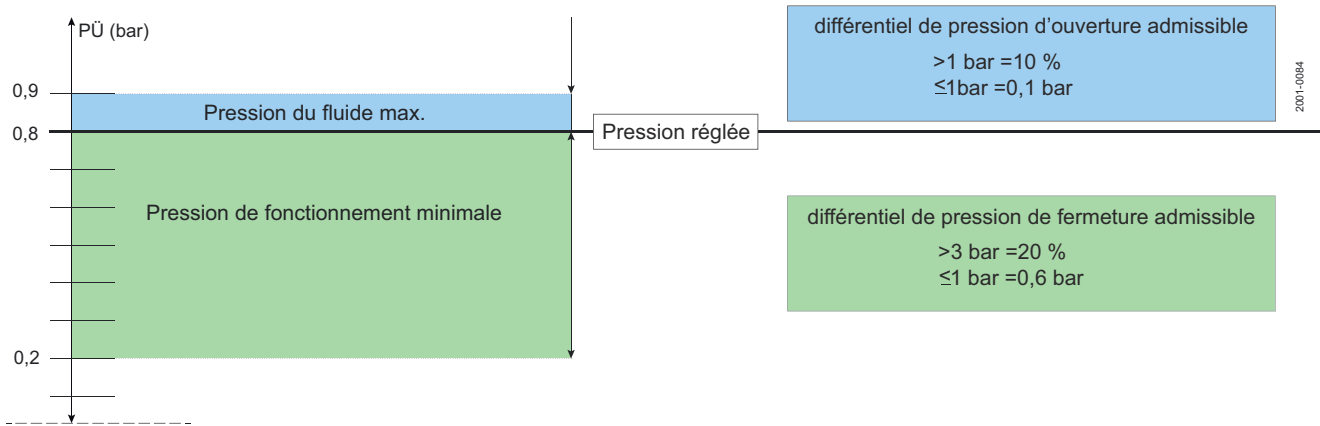 PÜ (bar)
0,9
0,8
0,2
Pression du fluide max.
Pression de fonctionnement minimale
Pression réglée
différentiel de pression d’ouverture admissible
>1 bar =10 %
≤1bar =0,1 bar
différentiel de pression de fermeture admissible
>3 bar =20 %
≤1 bar =0,6 bar
2001-0084